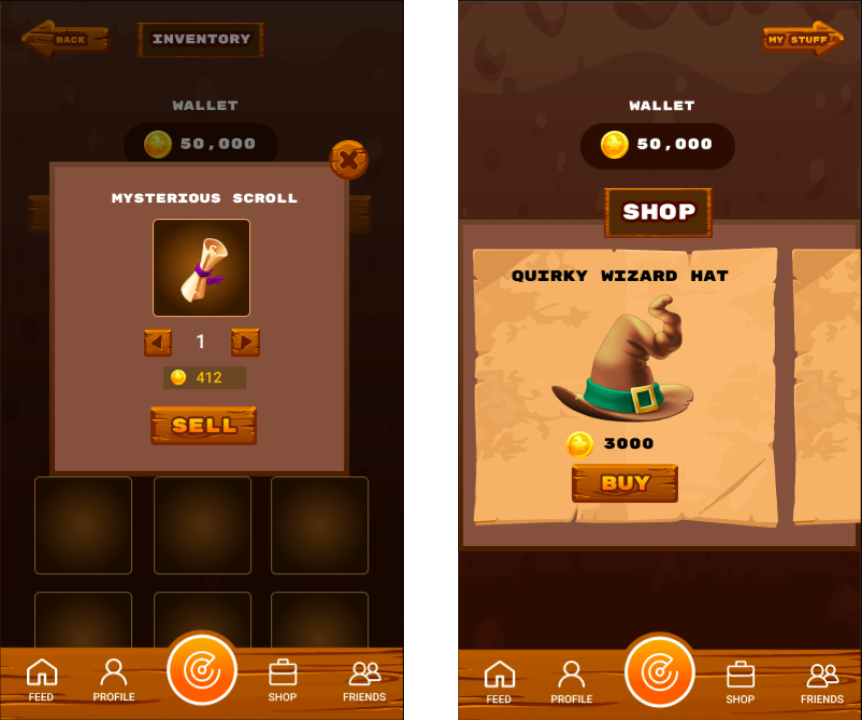 BACK
INVENTORY
WALLET
50,000
MYSTERIOUS SCROLL
1
412
SELL
FEED
PROFILE
SHOP
FRIENDS
MY STUFF
WALLET
50,000
SHOP
QUIRKY WIZARD HAT
3000
BUY
FEED
PROFILE
SHOP
FRIENDS